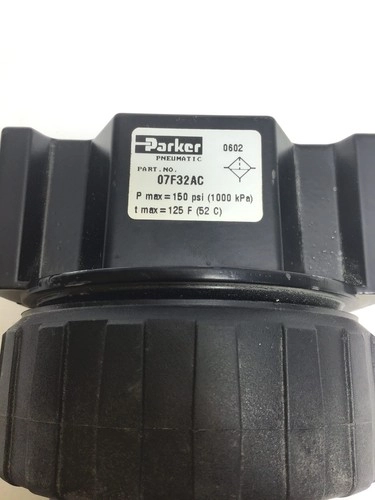 Parker 0602
PNEUMATIC
PART.NO.
07F32AC
P max=150 psi (1000 kPa)
t max=125 F (52 C)